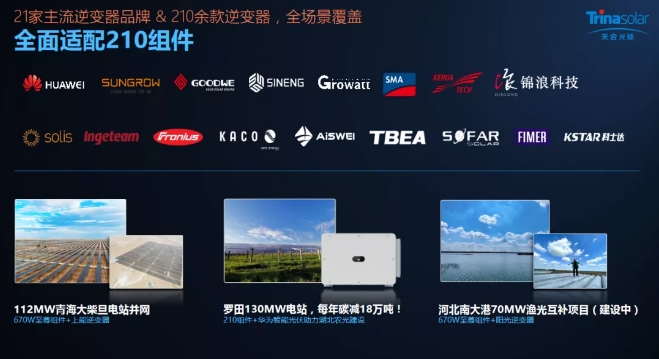 21家主流逆变器品牌 & 210余款逆变器，全场景覆盖
Trinasolar
天合光能
全面适配210组件
HUAWEI
SUNGROW
GOODWE
SINENG
Growatt
SMA
KEHUA TECH
锦浪科技
GINLONG
solis
Ingeteam
Fronius
KACO
new energy.
AISWEI
TBEA
SOFAR
SOLAR
FIMER
KSTAR科士达
112MW青海大柴旦电站并网
670W至尊组件+上能逆变器
罗田130MW电站，每年碳减18万吨！
210组件+华为智能光伏助力湖北农光建设
河北南大港70MW渔光互补项目（建设中）
670W至尊组件+阳光逆变器